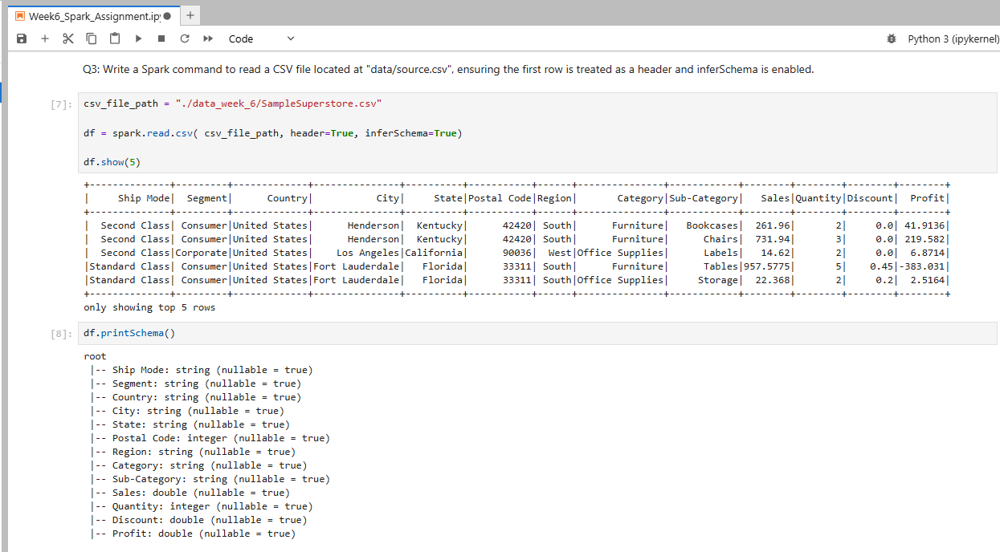 Week6_Spark_Assignment.ipy
Code
Python 3 (ipykernel)
Q3: Write a Spark command to read a CSV file located at "data/source.csv", ensuring the first row is treated as a header and inferSchema is enabled.
[7]:
csv_file_path = "./data_week_6/SampleSuperstore.csv"
df = spark.read.csv( csv_file_path, header=True, inferSchema=True)
df.show(5)
+--------------+---------+-------------+---------------+----------+-----------+------+---------------+------------+--------+--------+--------+--------+
|     Ship Mode|  Segment|      Country|           City|     State|Postal Code|Region|       Category|Sub-Category|   Sales|Quantity|Discount|  Profit|
+--------------+---------+-------------+---------------+----------+-----------+------+---------------+------------+--------+--------+--------+--------+
|  Second Class| Consumer|United States|      Henderson|  Kentucky|      42420| South|      Furniture|   Bookcases|  261.96|       2|     0.0| 41.9136|
|  Second Class| Consumer|United States|      Henderson|  Kentucky|      42420| South|      Furniture|      Chairs|  731.94|       3|     0.0| 219.582|
|  Second Class|Corporate|United States|    Los Angeles|California|      90036|  West|Office Supplies|      Labels|   14.62|       2|     0.0|  6.8714|
|Standard Class| Consumer|United States|Fort Lauderdale|   Florida|      33311| South|      Furniture|      Tables|957.5775|       5|    0.45|-383.031|
|Standard Class| Consumer|United States|Fort Lauderdale|   Florida|      33311| South|Office Supplies|     Storage|  22.368|       2|     0.2|  2.5164|
+--------------+---------+-------------+---------------+----------+-----------+------+---------------+------------+--------+--------+--------+--------+
only showing top 5 rows
[8]:
df.printSchema()
root
 |-- Ship Mode: string (nullable = true)
 |-- Segment: string (nullable = true)
 |-- Country: string (nullable = true)
 |-- City: string (nullable = true)
 |-- State: string (nullable = true)
 |-- Postal Code: integer (nullable = true)
 |-- Region: string (nullable = true)
 |-- Category: string (nullable = true)
 |-- Sub-Category: string (nullable = true)
 |-- Sales: double (nullable = true)
 |-- Quantity: integer (nullable = true)
 |-- Discount: double (nullable = true)
 |-- Profit: double (nullable = true)